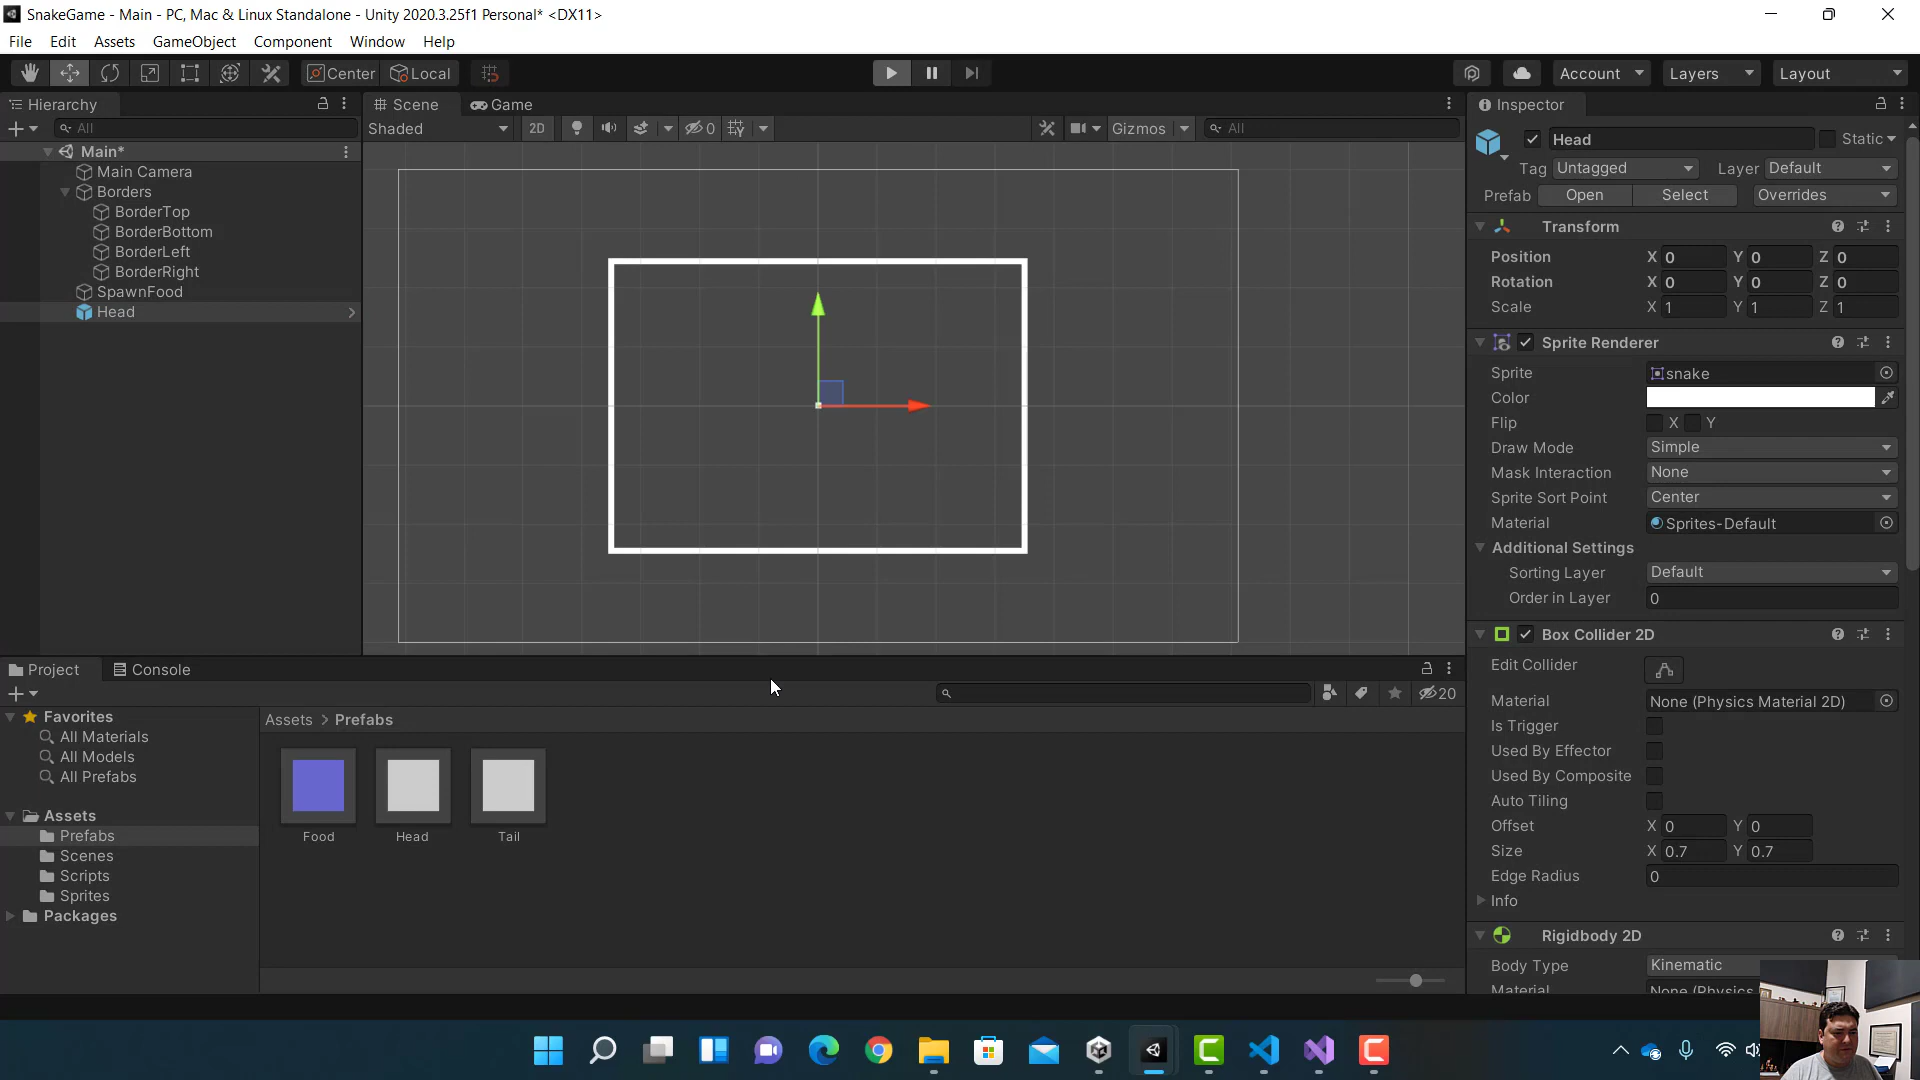 SnakeGame - Main - PC, Mac & Linux Standalone - Unity 2020.3.25f1 Personal* <DX11>
File Edit Assets GameObject Component Window Help
Center Local Account Layers Layout
Hierarchy
All
Main*
Main Camera
Borders
BorderTop
BorderBottom
BorderLeft
BorderRight
SpawnFood
Head
Scene Game
Shaded 2D 0 Gizmos All
Inspector
Head Static
Tag Untagged Layer Default
Prefab Open Select Overrides
Transform
Position X 0 Y 0 Z 0
Rotation X 0 Y 0 Z 0
Scale X 1 Y 1 Z 1
Sprite Renderer
Sprite snake
Color
Flip X Y
Draw Mode Simple
Mask Interaction None
Sprite Sort Point Center
Material Sprites-Default
Additional Settings
Sorting Layer Default
Order in Layer 0
Box Collider 2D
Edit Collider
Material None (Physics Material 2D)
Is Trigger
Used By Effector
Used By Composite
Auto Tiling
Offset X 0 Y 0
Size X 0.7 Y 0.7
Edge Radius 0
Info
Rigidbody 2D
Body Type Kinematic
Material None (Physics
Project Console
20
Favorites
All Materials
All Models
All Prefabs
Assets
Prefabs
Scenes
Scripts
Sprites
Packages
Assets > Prefabs
Food Head Tail